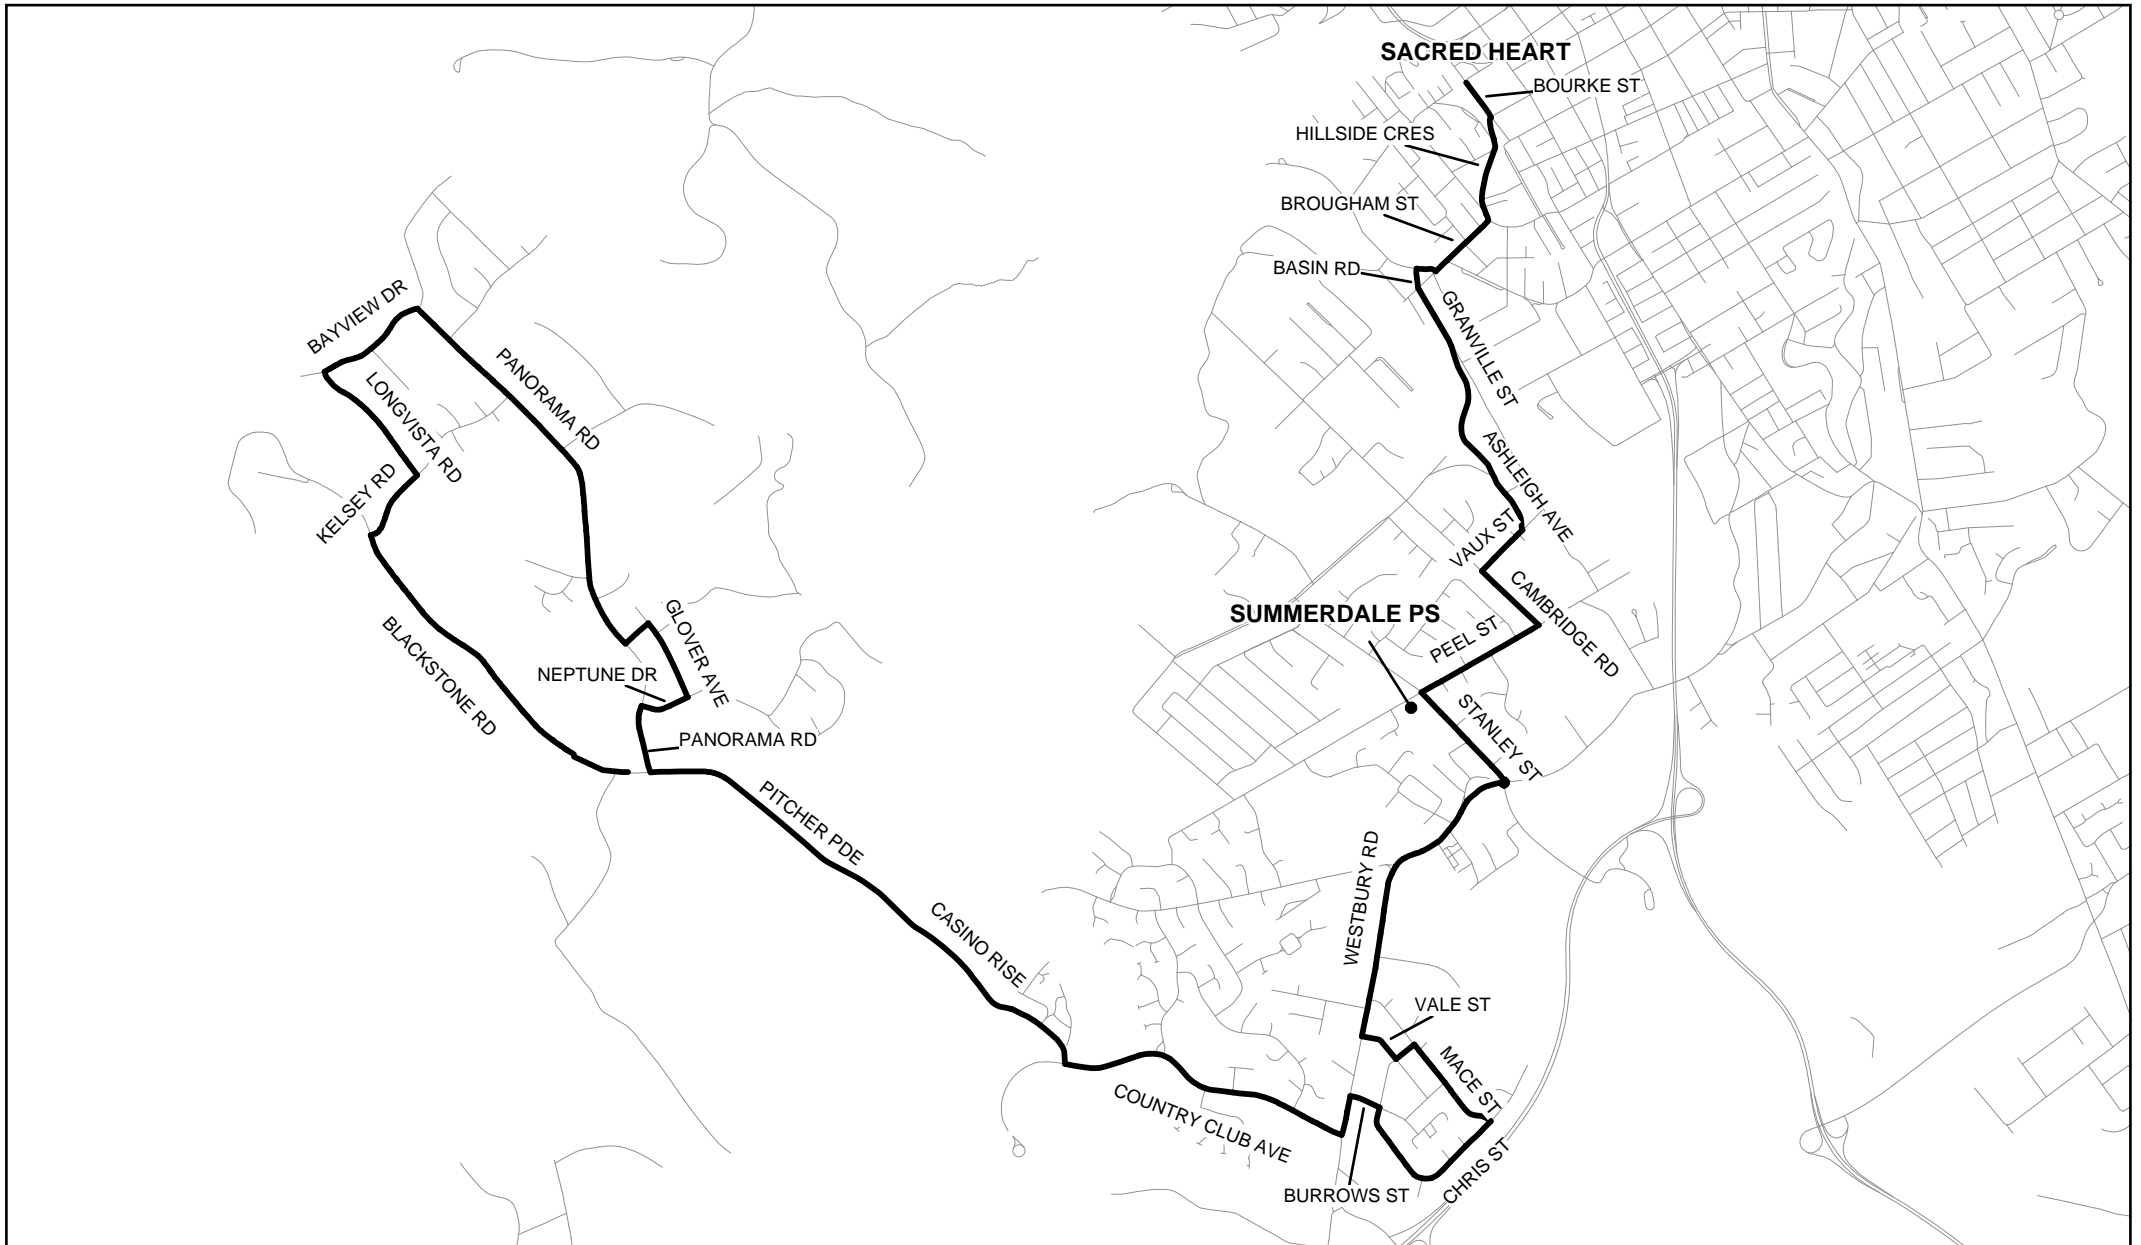 SACRED HEART
BOURKE ST
HILLSIDE CRES
BROUGHAM ST
BASIN RD
BAYVIEW DR
GRANVILLE ST
PANORAMA RD
LONGVISTA RD
ASHLEIGH AVE
KELSEY RD
VAUX ST
CAMBRIDGE RD
SUMMERDALE PS
PEEL ST
GLOVER AVE
BLACKSTONE RD
NEPTUNE DR
STANLEY ST
PANORAMA RD
PITCHER PDE
WESTBURY RD
CASINO RISE
VALE ST
MACE ST
COUNTRY CLUB AVE
CHRIS ST
BURROWS ST